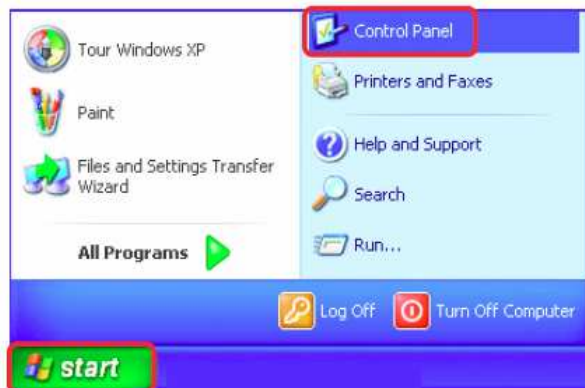 Tour Windows XP
Paint
Files and Settings Transfer
Wizard
All Programs
Control Panel
Printers and Faxes
Help and Support
Search
Run...
Log Off
Turn Off Computer
start